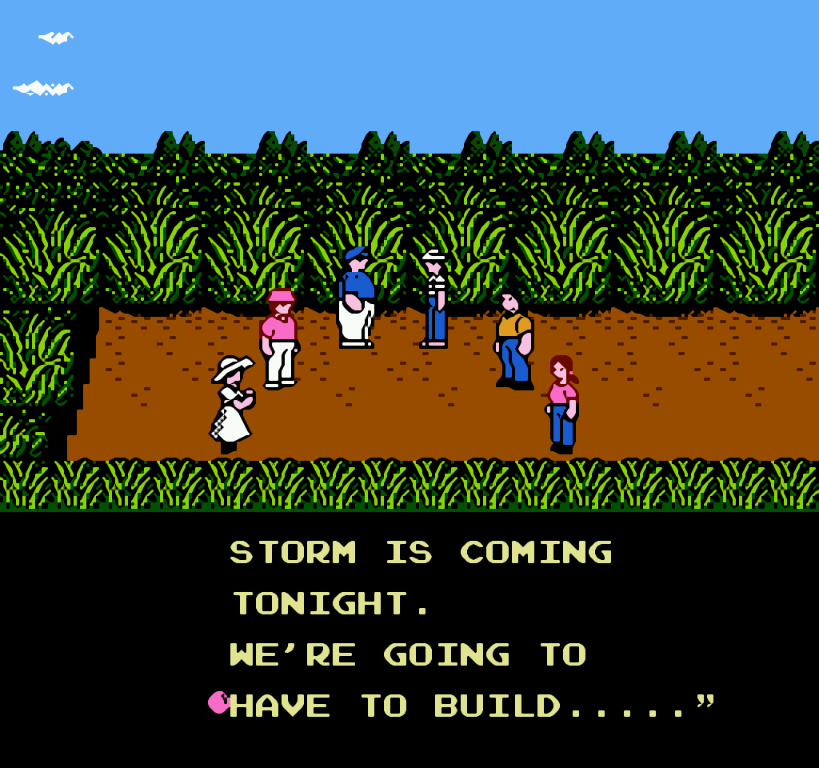 STORM IS COMING
TONIGHT.
WE'RE GOING TO
HAVE TO BUILD....."